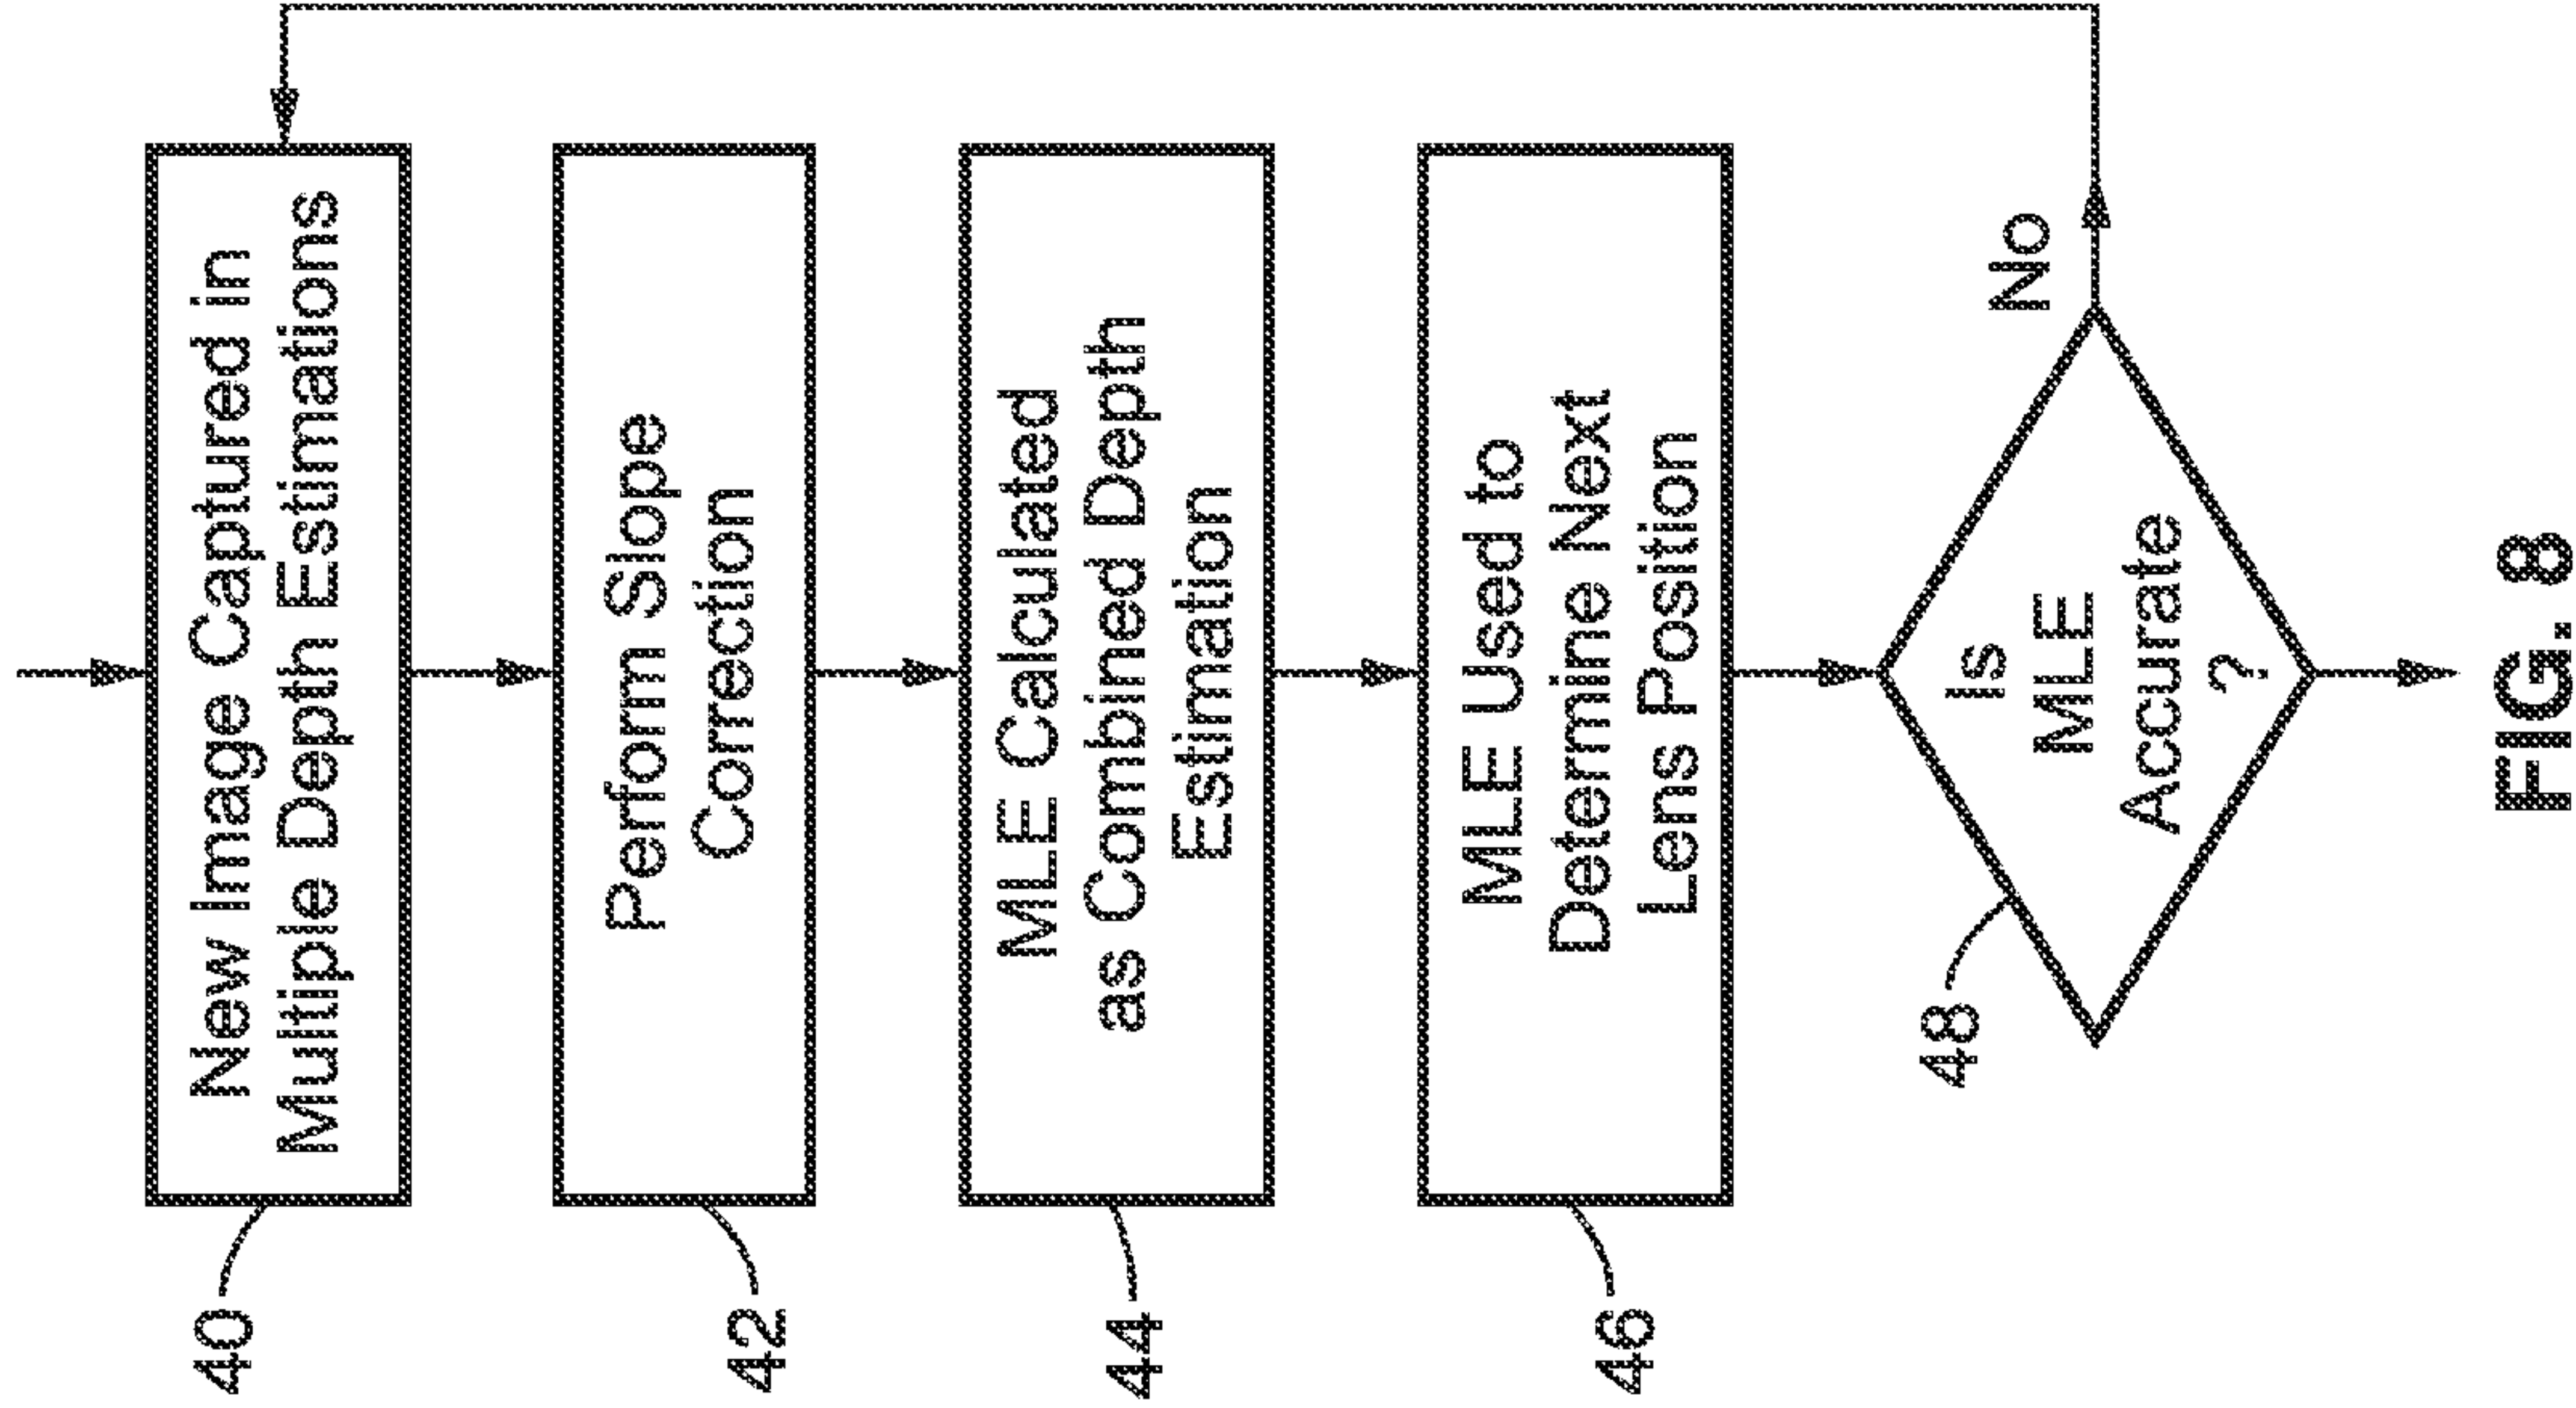 40
New Image Captured in
Multiple Depth Estimations
42
Perform Slope
Correction
44
MLE Calculated
as Combined Depth
Estimation
46
MLE Used to
Determine Next
Lens Position
48
Is
MLE
Accurate
?
No
FIG. 8